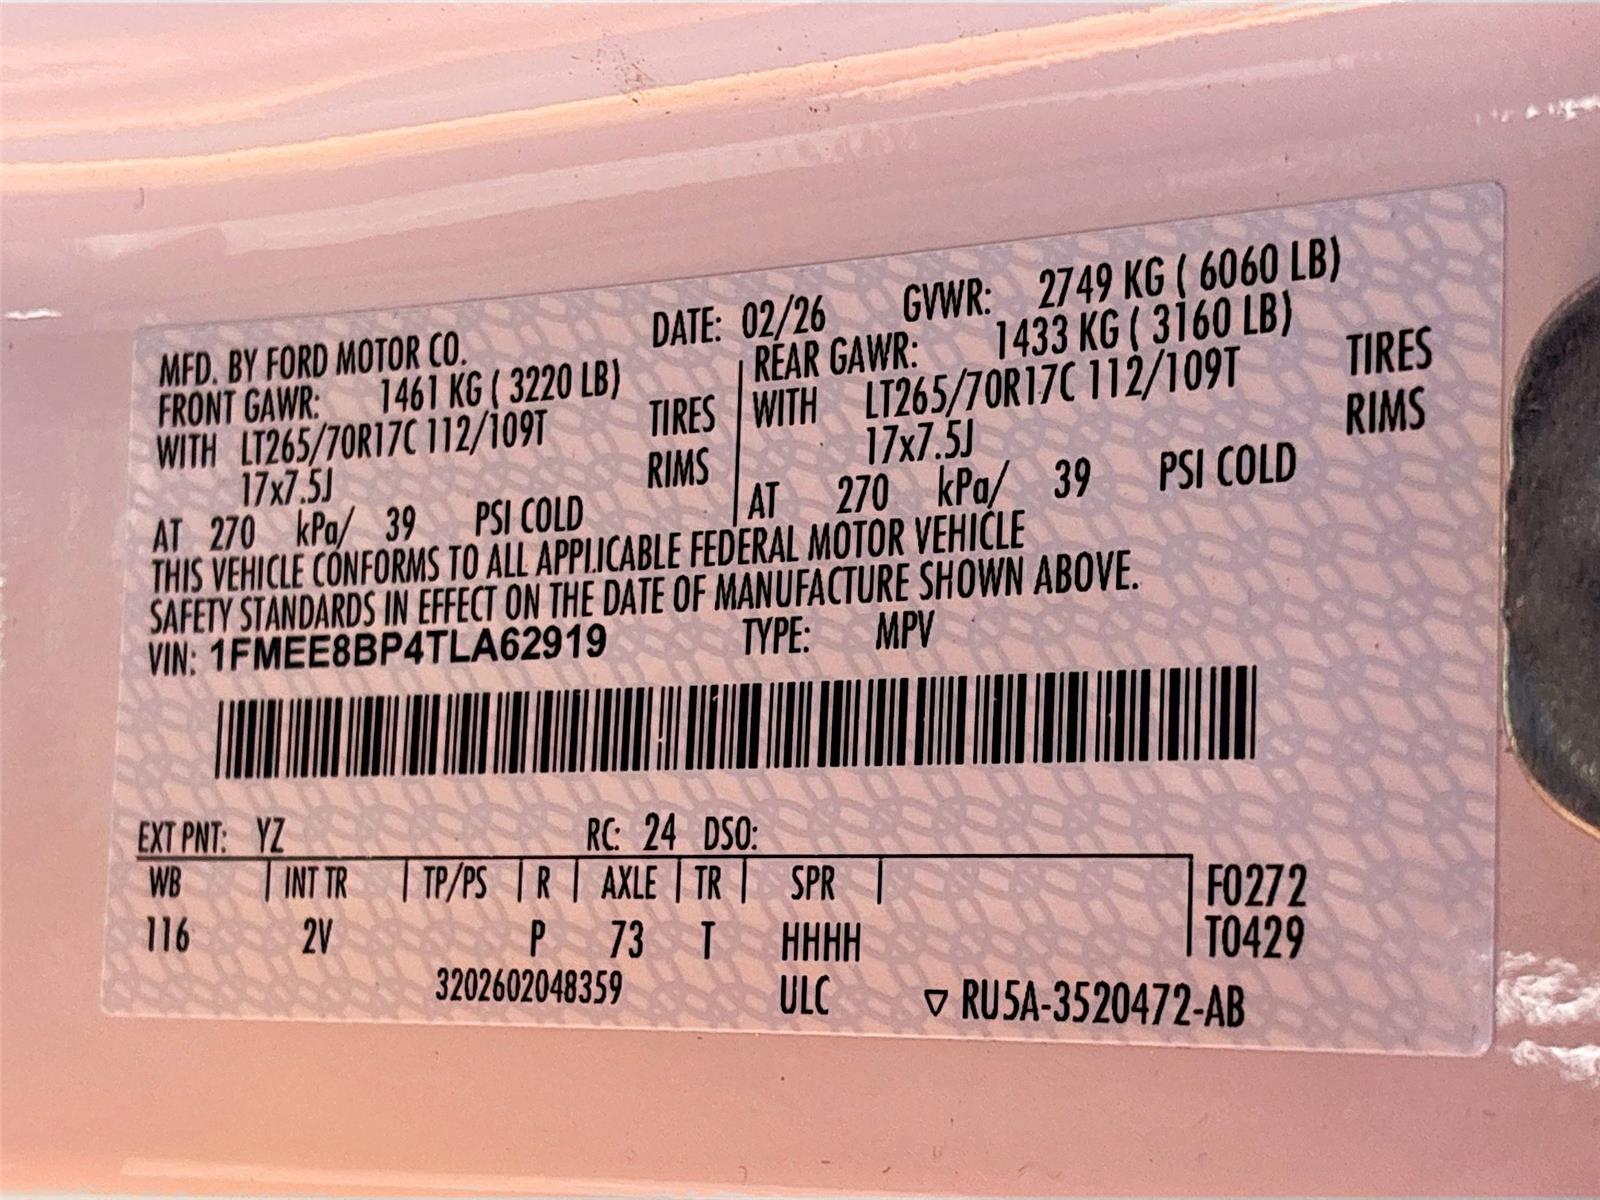 MFD. BY FORD MOTOR CO. DATE: 02/26 GVWR: 2749 KG ( 6060 LB)
FRONT GAWR: 1461 KG ( 3220 LB) REAR GAWR: 1433 KG ( 3160 LB)
WITH LT265/70R17C 112/109T TIRES WITH LT265/70R17C 112/109T TIRES
17x7.5J RIMS 17x7.5J RIMS
AT 270 kPa/ 39 PSI COLD AT 270 kPa/ 39 PSI COLD
THIS VEHICLE CONFORMS TO ALL APPLICABLE FEDERAL MOTOR VEHICLE
SAFETY STANDARDS IN EFFECT ON THE DATE OF MANUFACTURE SHOWN ABOVE.
VIN: 1FMEE8BP4TLA62919 TYPE: MPV
EXT PNT: YZ RC: 24 DSO:
WB INT TR TP/PS R AXLE TR SPR F0272
116 2V P 73 T HHHH T0429
3202602048359 ULC ▽ RU5A-3520472-AB